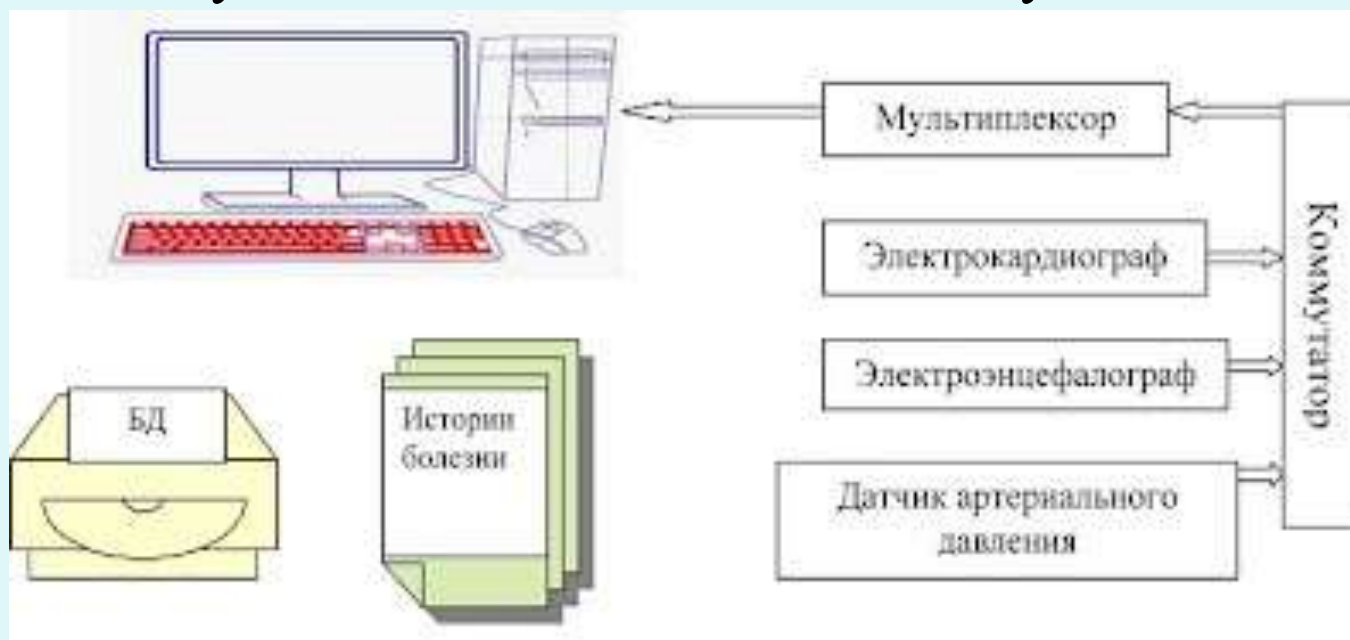 Мультиплексор
Коммутатор
Электрокардиограф
Электроэнцефалограф
Датчик артериального
давления
БД
Истории
болезни